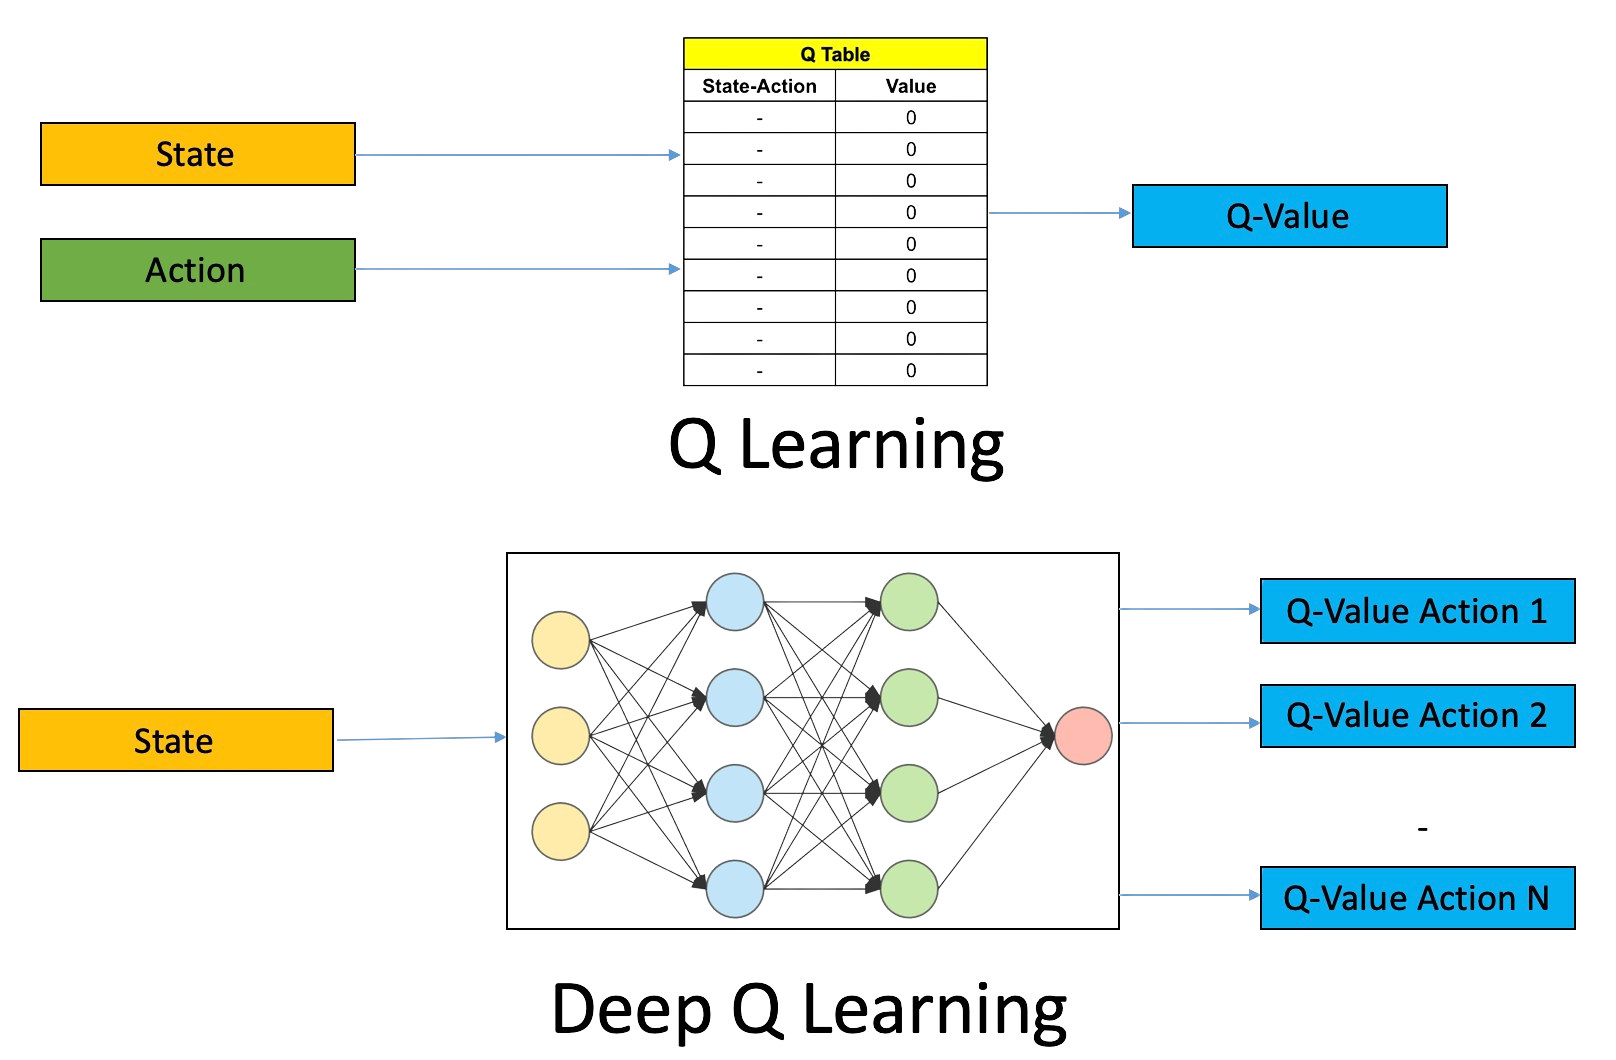 Q Table
State-Action Value
- 0
- 0
- 0
- 0
- 0
- 0
- 0
- 0
- 0
State
Action
Q-Value
Q Learning
State
Q-Value Action 1
Q-Value Action 2
-
Q-Value Action N
Deep Q Learning